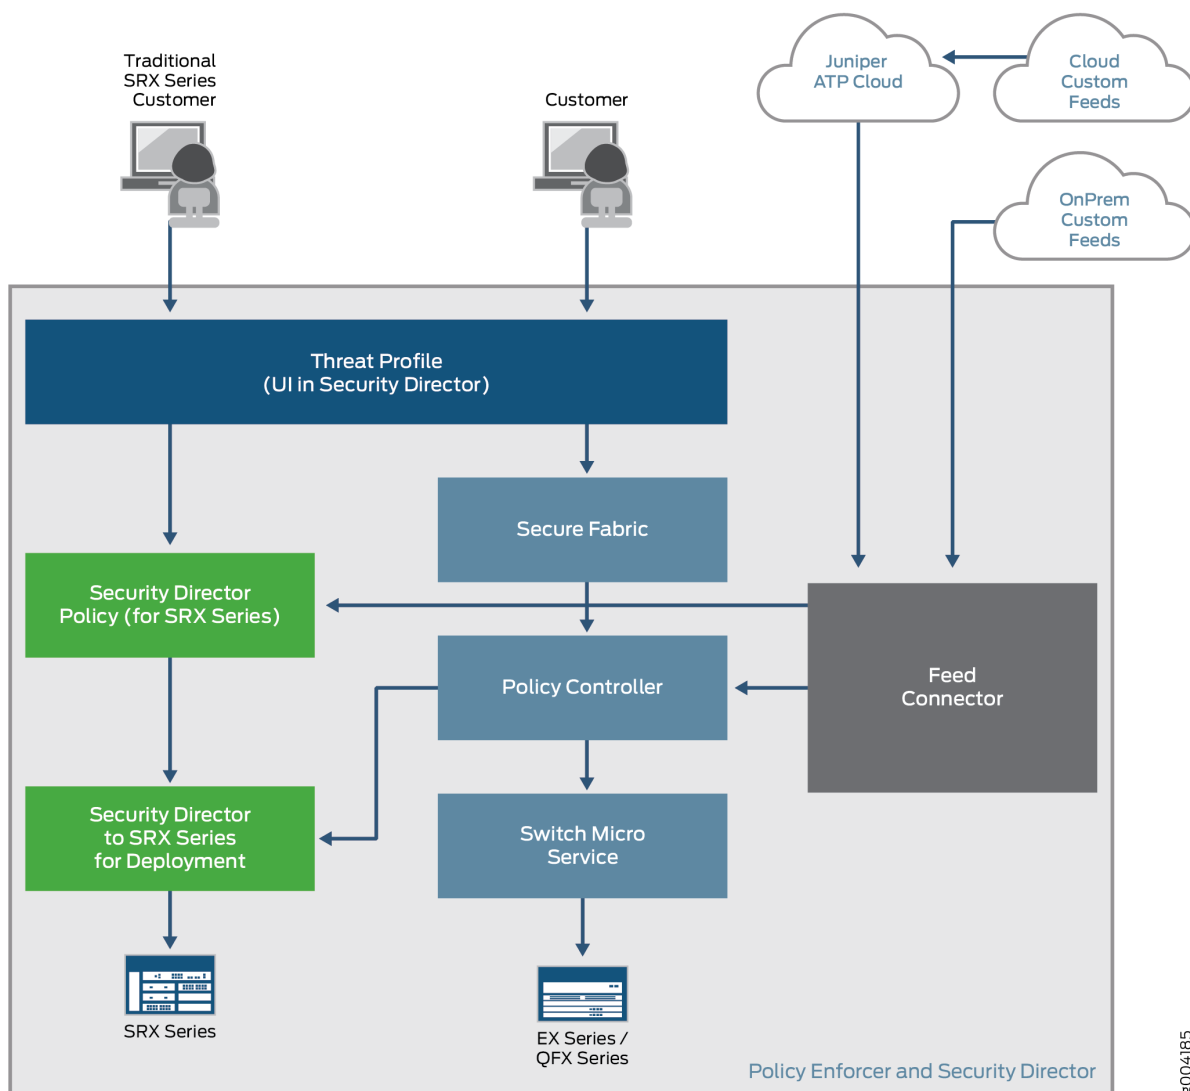 Traditional
SRX Series
Customer
Customer
Juniper
ATP Cloud
Cloud
Custom
Feeds
OnPrem
Custom
Feeds
Threat Profile
(UI in Security Director)
Secure Fabric
Security Director
Policy (for SRX Series)
Policy Controller
Feed
Connector
Security Director
to SRX Series
for Deployment
Switch Micro
Service
SRX Series
EX Series /
QFX Series
Policy Enforcer and Security Director
g004185